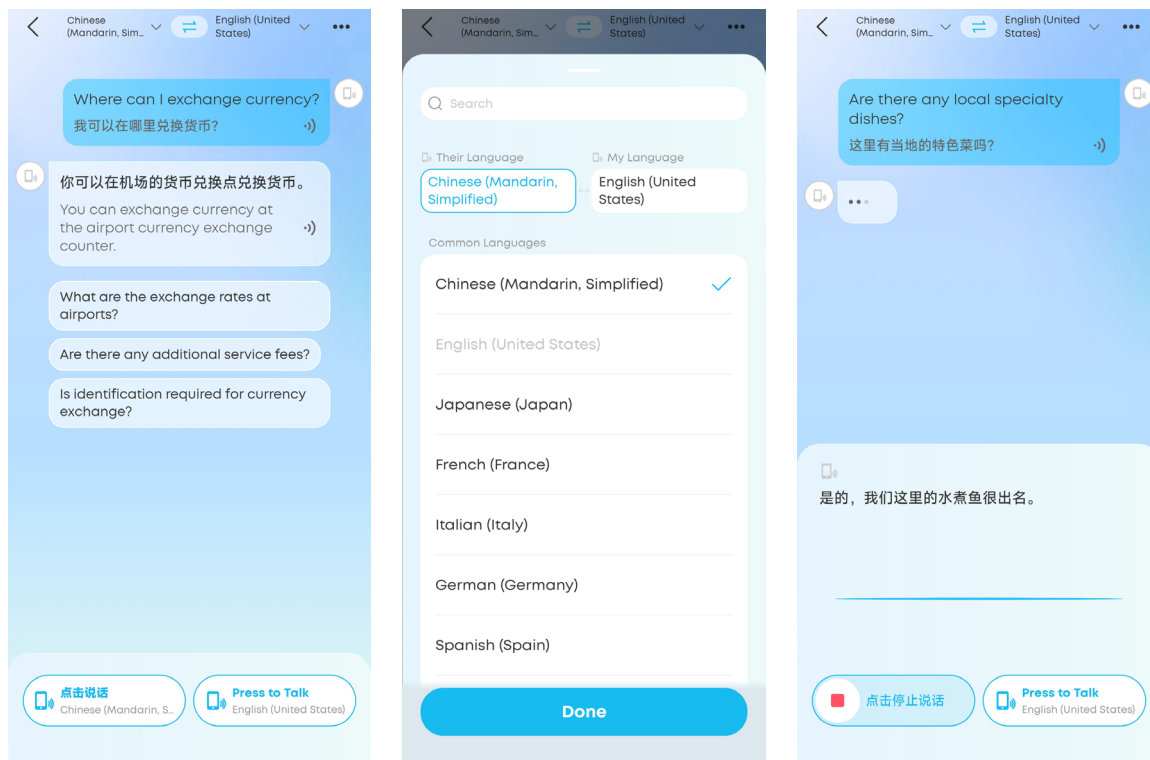 Chinese
(Mandarin, Sim...
English (United
States)
Where can I exchange currency?
我可以在哪里兑换货币?
你可以在机场的货币兑换点兑换货币。
You can exchange currency at
the airport currency exchange
counter.
What are the exchange rates at
airports?
Are there any additional service fees?
Is identification required for currency
exchange?
点击说话
Chinese (Mandarin, S...
Press to Talk
English (United States)
Chinese
(Mandarin, Sim...
English (United
States)
Search
Their Language
My Language
Chinese (Mandarin,
Simplified)
English (United
States)
Common Languages
Chinese (Mandarin, Simplified)
English (United States)
Japanese (Japan)
French (France)
Italian (Italy)
German (Germany)
Spanish (Spain)
Done
Chinese
(Mandarin, Sim...
English (United
States)
Are there any local specialty
dishes?
这里有当地的特色菜吗?
是的，我们这里的水煮鱼很出名。
点击停止说话
Press to Talk
English (United States)